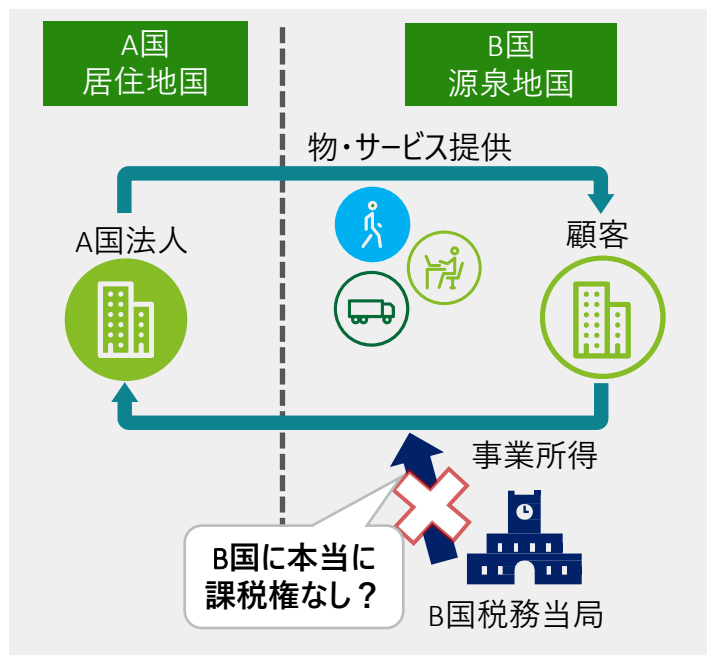 A国
居住地国
B国
源泉地国
物・サービス提供
A国法人
顧客
事業所得
B国に本当に
課税権なし？
B国税務当局